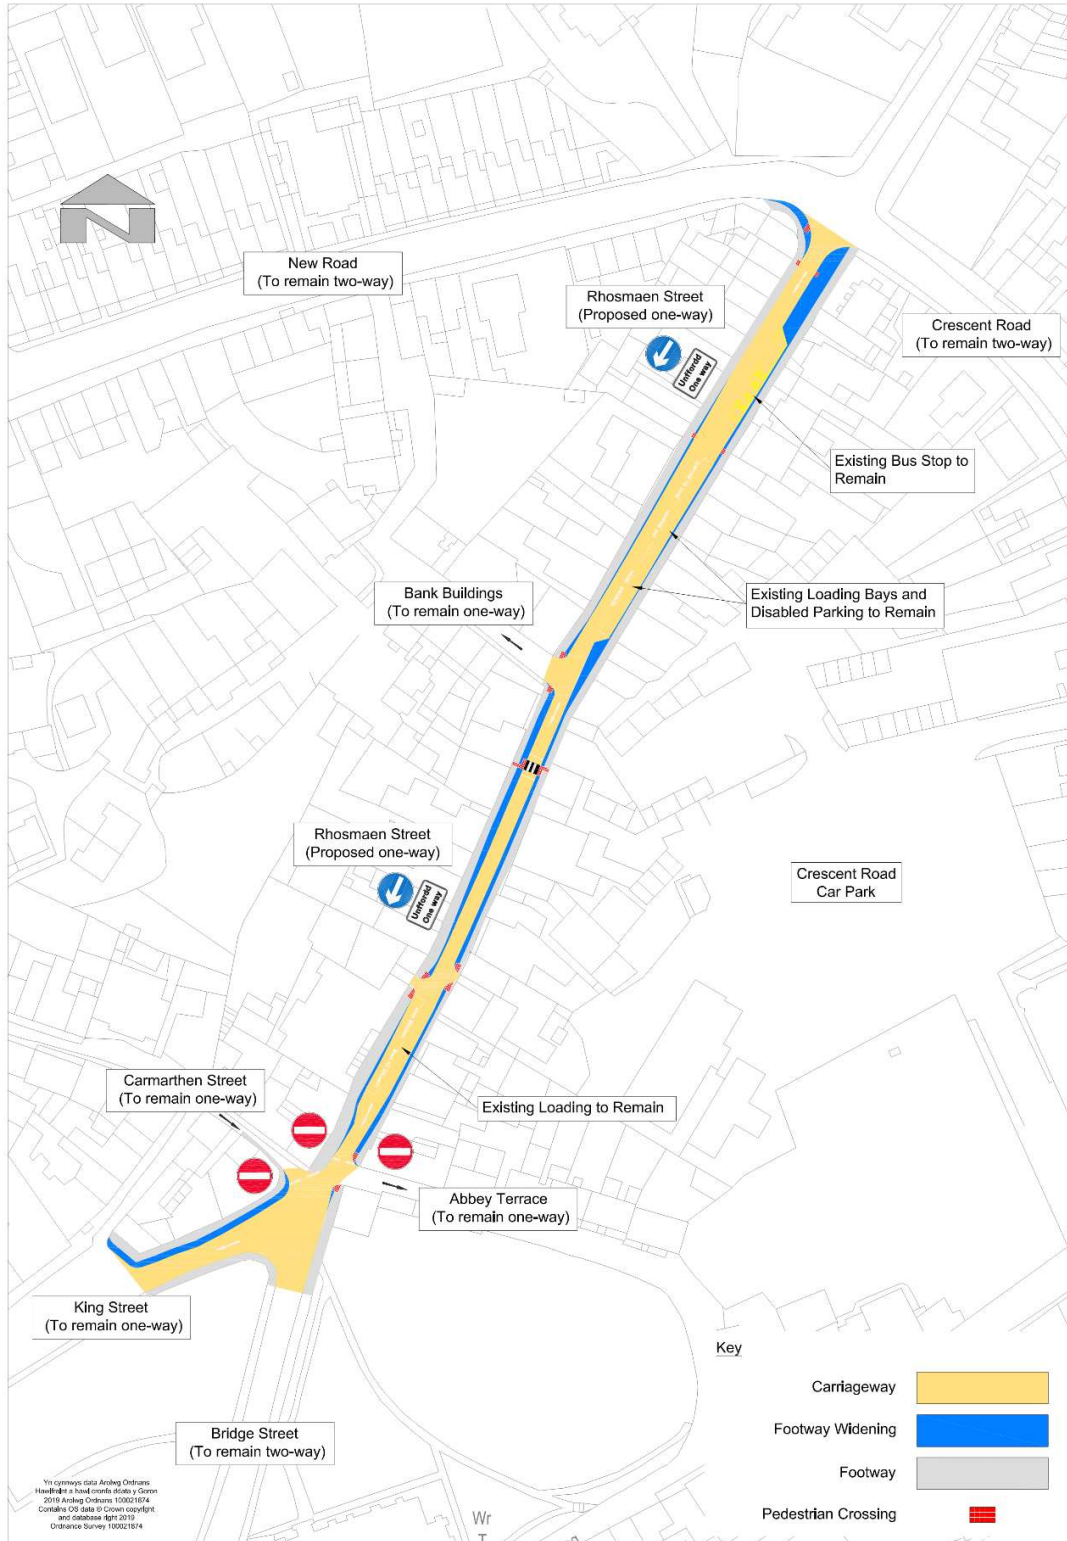 N
New Road
(To remain two-way)
Rhosmaen Street
(Proposed one-way)
Unffordd
One way
Crescent Road
(To remain two-way)
Existing Bus Stop to
Remain
Existing Loading Bays and
Disabled Parking to Remain
Bank Buildings
(To remain one-way)
Rhosmaen Street
(Proposed one-way)
Unffordd
One way
Crescent Road
Car Park
Carmarthen Street
(To remain one-way)
Existing Loading to Remain
Abbey Terrace
(To remain one-way)
King Street
(To remain one-way)
Bridge Street
(To remain two-way)
Key
Carriageway
Footway Widening
Footway
Pedestrian Crossing
Yn cynnwys data Arolwg Ordnans
Hawlfraint a hawl cronfa ddata y Goron
2019 Arolwg Ordnans 100021874
Contains OS data © Crown copyright
and database right 2019
Ordnance Survey 100021874
Wr